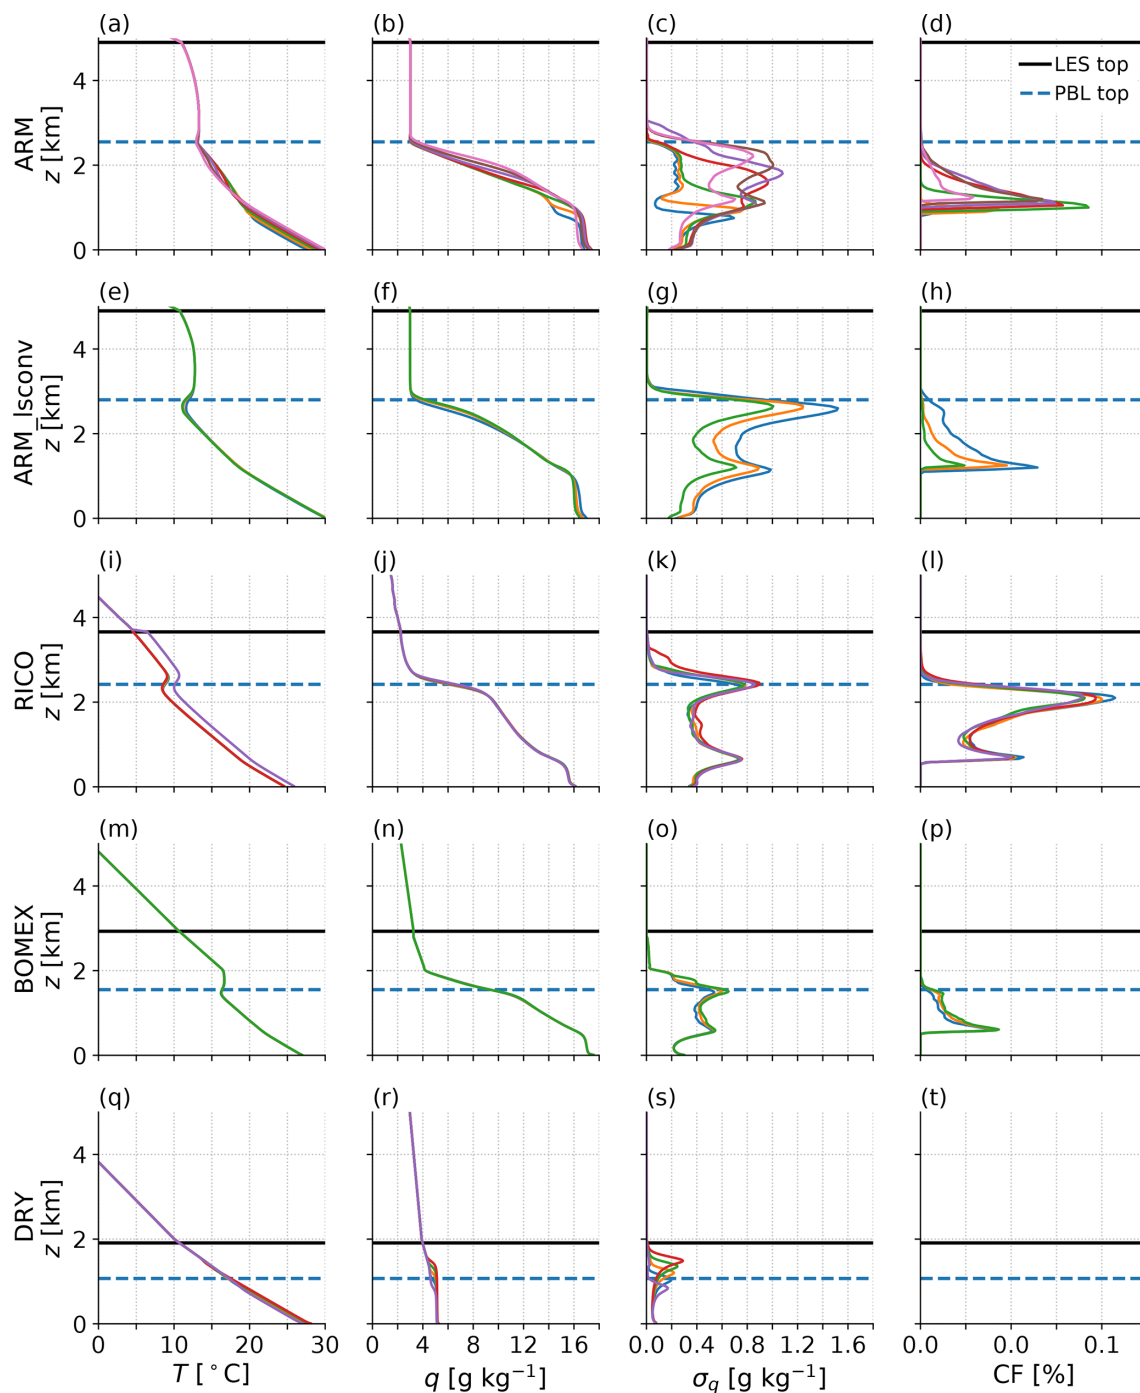 (a) (b) (c) (d)
ARM
z [km]
4
2
0
LES top
PBL top
(e) (f) (g) (h)
ARM_lsconv
z [km]
4
2
0
(i) (j) (k) (l)
RICO
z [km]
4
2
0
(m) (n) (o) (p)
BOMEX
z [km]
4
2
0
(q) (r) (s) (t)
DRY
z [km]
4
2
0
0 10 20 30 0 4 8 12 16 0.0 0.4 0.8 1.2 1.6 0.0 0.0 0.1
T [°C] q [g kg⁻¹] σq [g kg⁻¹] CF [%]